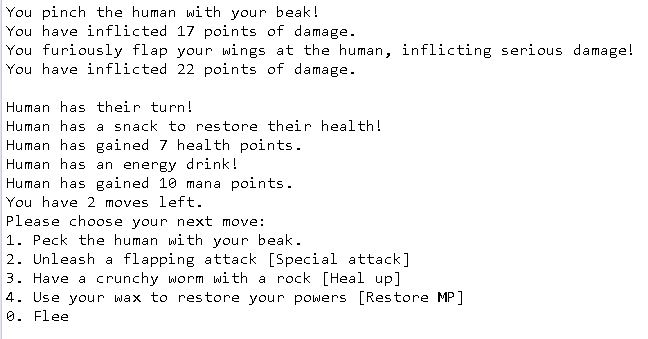 You pinch the human with your beak!
You have inflicted 17 points of damage.
You furiously flap your wings at the human, inflicting serious damage!
You have inflicted 22 points of damage.
Human has their turn!
Human has a snack to restore their health!
Human has gained 7 health points.
Human has an energy drink!
Human has gained 10 mana points.
You have 2 moves left.
Please choose your next move:
1. Peck the human with your beak.
2. Unleash a flapping attack [Special attack]
3. Have a crunchy worm with a rock [Heal up]
4. Use your wax to restore your powers [Restore MP]
0. Flee